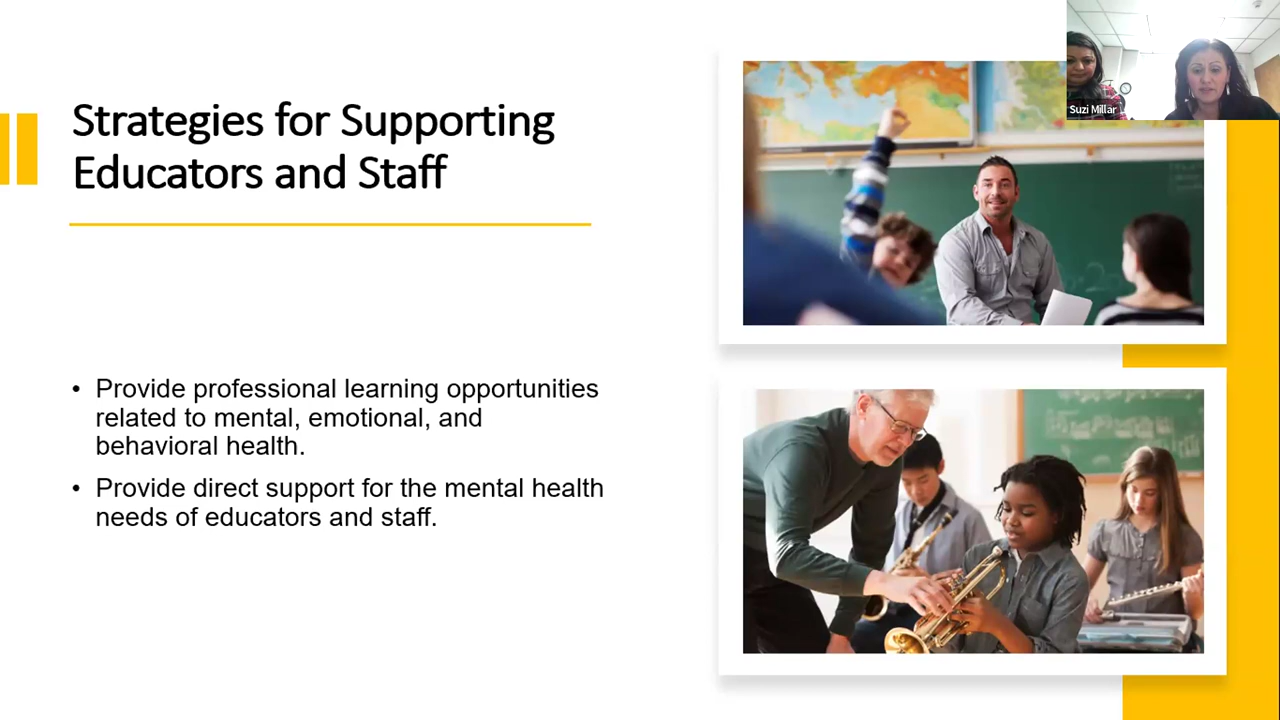 Strategies for Supporting
Educators and Staff
• Provide professional learning opportunities
related to mental, emotional, and
behavioral health.
• Provide direct support for the mental health
needs of educators and staff.
Suzi Millar